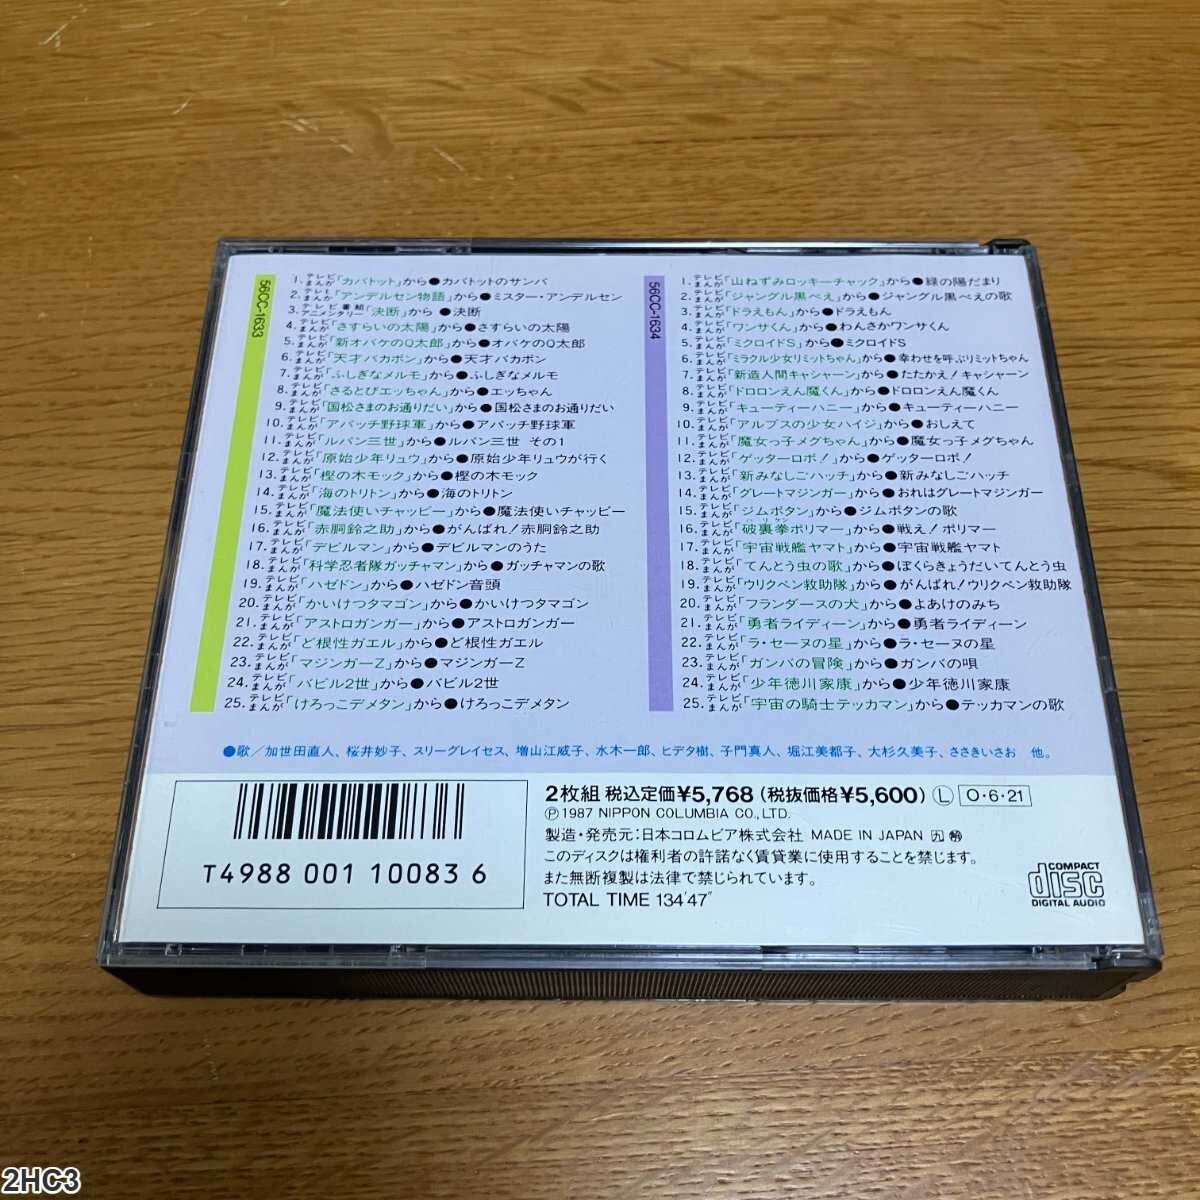 56CC-1633
1. テレビまんが「カバトット」から●カバトットのサンバ
2. テレビまんが「アンデルセン物語」から●ミスター・アンデルセン
3. テレビ番組アニメンタリー「決断」から●決断
4. テレビまんが「さすらいの太陽」から●さすらいの太陽
5. テレビまんが「新オバケのQ太郎」から●オバケのQ太郎
6. テレビまんが「天才バカボン」から●天才バカボン
7. テレビまんが「ふしぎなメルモ」から●ふしぎなメルモ
8. テレビまんが「さるとびエッちゃん」から●エッちゃん
9. テレビまんが「国松さまのお通りだい」から●国松さまのお通りだい
10. テレビまんが「アパッチ野球軍」から●アパッチ野球軍
11. テレビまんが「ルパン三世」から●ルパン三世 その1
12. テレビまんが「原始少年リュウ」から●原始少年リュウが行く
13. テレビまんが「樫の木モック」から●樫の木モック
14. テレビまんが「海のトリトン」から●海のトリトン
15. テレビまんが「魔法使いチャッピー」から●魔法使いチャッピー
16. テレビまんが「赤胴鈴之助」から●がんばれ!赤胴鈴之助
17. テレビまんが「デビルマン」から●デビルマンのうた
18. テレビまんが「科学忍者隊ガッチャマン」から●ガッチャマンの歌
19. テレビまんが「ハゼドン」から●ハゼドン音頭
20. テレビまんが「かいけつタマゴン」から●かいけつタマゴン
21. テレビまんが「アストロガンガー」から●アストロガンガー
22. テレビまんが「ど根性ガエル」から●ど根性ガエル
23. テレビまんが「マジンガーZ」から●マジンガーZ
24. テレビまんが「バビル2世」から●バビル2世
25. テレビまんが「けろっこデメタン」から●けろっこデメタン
56CC-1634
1. テレビまんが「山ねずみロッキーチャック」から●緑の陽だまり
2. テレビまんが「ジャングル黒べえ」から●ジャングル黒べえの歌
3. テレビまんが「ドラえもん」から●ドラえもん
4. テレビまんが「ワンサくん」から●わんさかワンサくん
5. テレビまんが「ミクロイドS」から●ミクロイドS
6. テレビまんが「ミラクル少女リミットちゃん」から●幸わせを呼ぶリミットちゃん
7. テレビまんが「新造人間キャシャーン」から●たたかえ!キャシャーン
8. テレビまんが「ドロロンえん魔くん」から●ドロロンえん魔くん
9. テレビまんが「キューティーハニー」から●キューティーハニー
10. テレビまんが「アルプスの少女ハイジ」から●おしえて
11. テレビまんが「魔女っ子メグちゃん」から●魔女っ子メグちゃん
12. テレビまんが「ゲッターロボ!」から●ゲッターロボ!
13. テレビまんが「新みなしごハッチ」から●新みなしごハッチ
14. テレビまんが「グレートマジンガー」から●おれはグレートマジンガー
15. テレビまんが「ジムボタン」から●ジムボタンの歌
16. テレビまんが「破裏拳ポリマー」から●戦え!ポリマー
17. テレビまんが「宇宙戦艦ヤマト」から●宇宙戦艦ヤマト
18. テレビまんが「てんとう虫の歌」から●ぼくらきょうだいてんとう虫
19. テレビまんが「ウリクペン救助隊」から●がんばれ!ウリクペン救助隊
20. テレビまんが「フランダースの犬」から●よあけのみち
21. テレビまんが「勇者ライディーン」から●勇者ライディーン
22. テレビまんが「ラ・セーヌの星」から●ラ・セーヌの星
23. テレビまんが「ガンバの冒険」から●ガンバの唄
24. テレビまんが「少年徳川家康」から●少年徳川家康
25. テレビまんが「宇宙の騎士テッカマン」から●テッカマンの歌
●歌/加世田直人、桜井妙子、スリーグレイセス、増山江威子、水木一郎、ヒデタ樹、子門真人、堀江美都子、大杉久美子、ささきいさお 他。
T4988 001 10083 6
2枚組 税込定価¥5,768(税抜価格¥5,600) Ⓛ O・6・21
Ⓟ1987 NIPPON COLUMBIA CO., LTD.
製造・発売元:日本コロムビア株式会社 MADE IN JAPAN
このディスクは権利者の許諾なく賃貸業に使用することを禁じます。
また無断複製は法律で禁じられています。
TOTAL TIME 134'47"
COMPACT
disc
DIGITAL AUDIO
2HC3